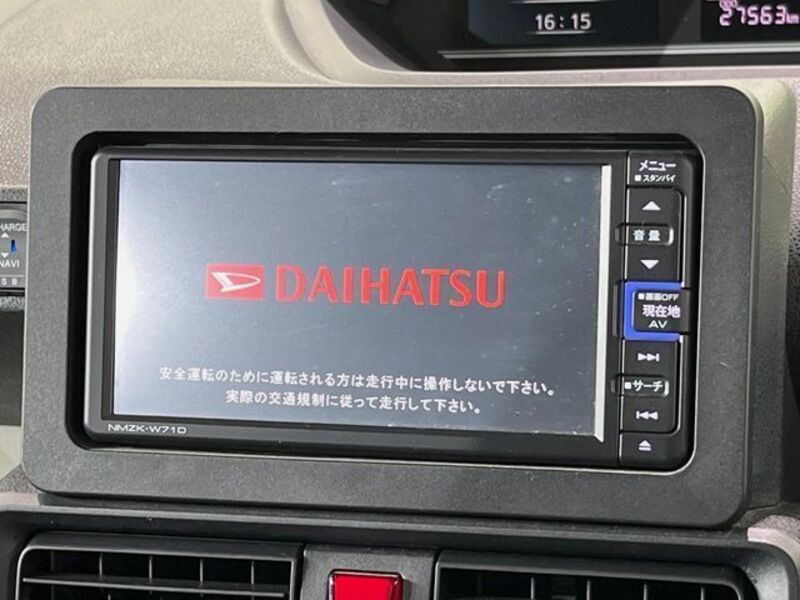 16:15
27563km
メニュー
■ スタンバイ
音量
DAIHATSU
■画面OFF
現在地
AV
安全運転のために運転される方は走行中に操作しないで下さい。
実際の交通規制に従って走行して下さい。
■サーチ
NMZK-W71D
HARGE
NAVI